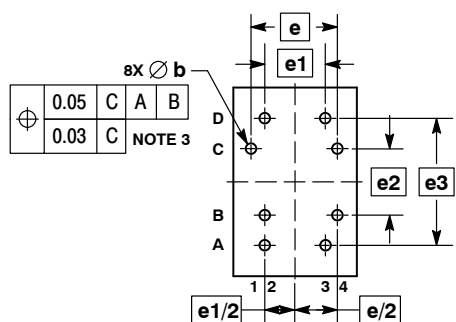 e
e1
8X ⌀ b
0.05 C A B
0.03 C
NOTE 3
D
C
e2
e3
B
A
1 2 3 4
e1/2
e/2